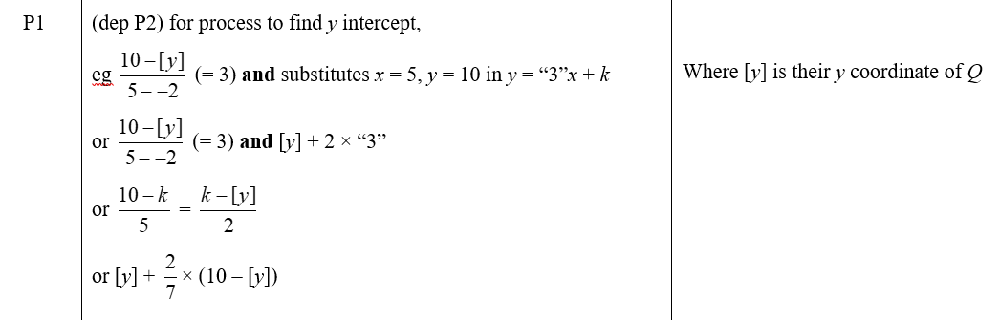 P1 (dep P2) for process to find y intercept,
eg (10 – [y])/(5 – –2) (= 3) and substitutes x = 5, y = 10 in y = “3”x + k Where [y] is their y coordinate of Q
or (10 – [y])/(5 – –2) (= 3) and [y] + 2 × “3”
or (10 – k)/5 = (k – [y])/2
or [y] + 2/7 × (10 – [y])